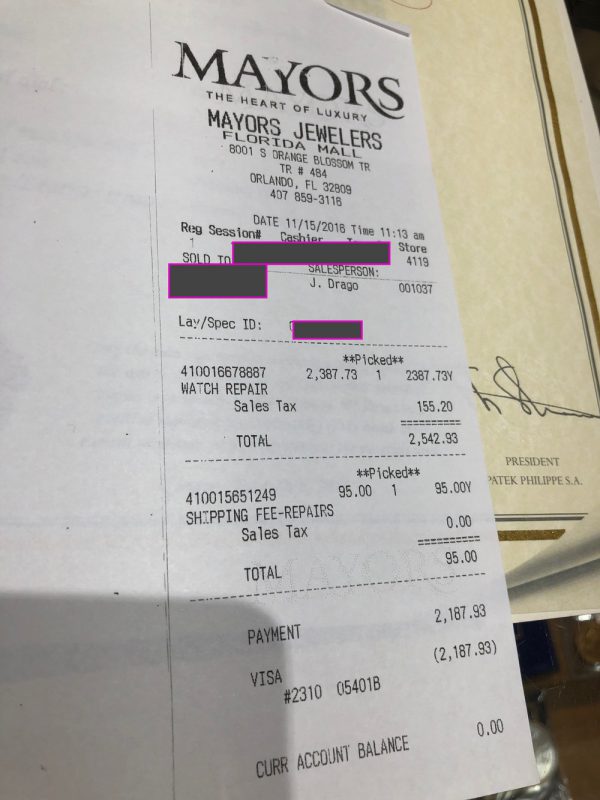 MAYORS
THE HEART OF LUXURY
MAYORS JEWELERS
FLORIDA MALL
8001 S ORANGE BLOSSOM TR
TR # 484
ORLANDO, FL 32809
407 859-3116
DATE 11/15/2016 Time 11:13 am
Reg Session# Cashier Store
1 4119
SOLD TO SALESPERSON:
J. Drago 001037
Lay/Spec ID:
**Picked**
410016678887 2,387.73 1 2387.73Y
WATCH REPAIR
Sales Tax 155.20
TOTAL 2,542.93
**Picked**
410015651249 95.00 1 95.00Y
SHIPPING FEE-REPAIRS
Sales Tax 0.00
TOTAL 95.00
PAYMENT 2,187.93
VISA (2,187.93)
#2310 05401B
CURR ACCOUNT BALANCE 0.00
PRESIDENT
PATEK PHILIPPE S.A.